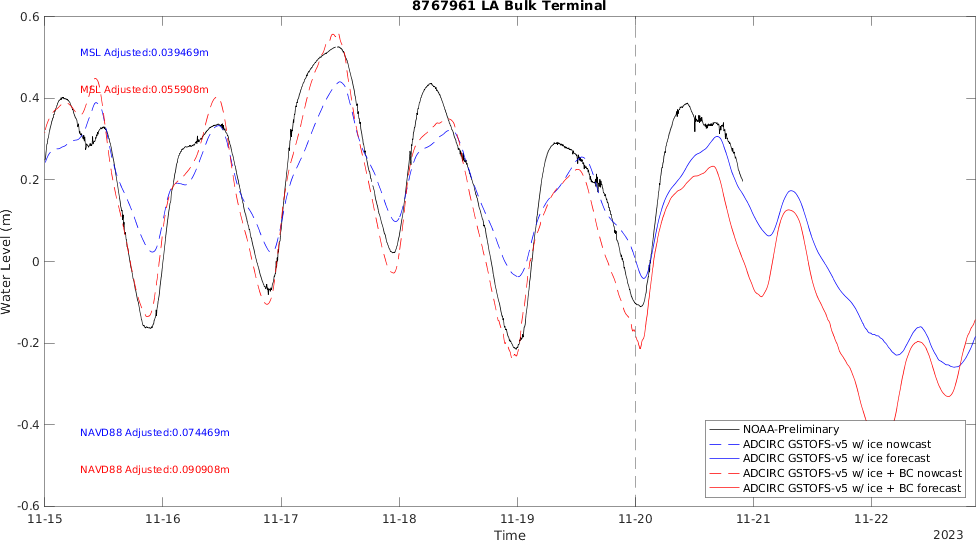 8767961 LA Bulk Terminal
0.6
0.4
0.2
0
-0.2
-0.4
-0.6
Water Level (m)
MSL Adjusted:0.039469m
MSL Adjusted:0.055908m
NAVD88 Adjusted:0.074469m
NAVD88 Adjusted:0.090908m
NOAA-Preliminary
ADCIRC GSTOFS-v5 w/ ice nowcast
ADCIRC GSTOFS-v5 w/ ice forecast
ADCIRC GSTOFS-v5 w/ ice + BC nowcast
ADCIRC GSTOFS-v5 w/ ice + BC forecast
11-15 11-16 11-17 11-18 11-19 11-20 11-21 11-22
Time
2023